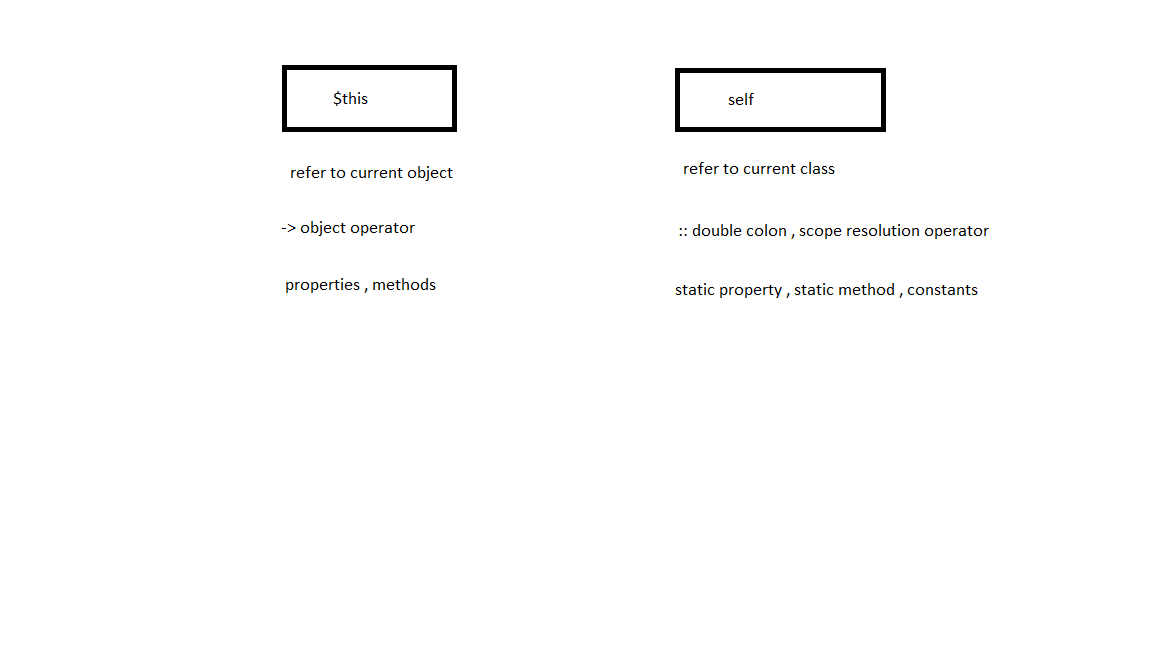 $this
refer to current object
-> object operator
properties , methods
self
refer to current class
:: double colon , scope resolution operator
static property , static method , constants